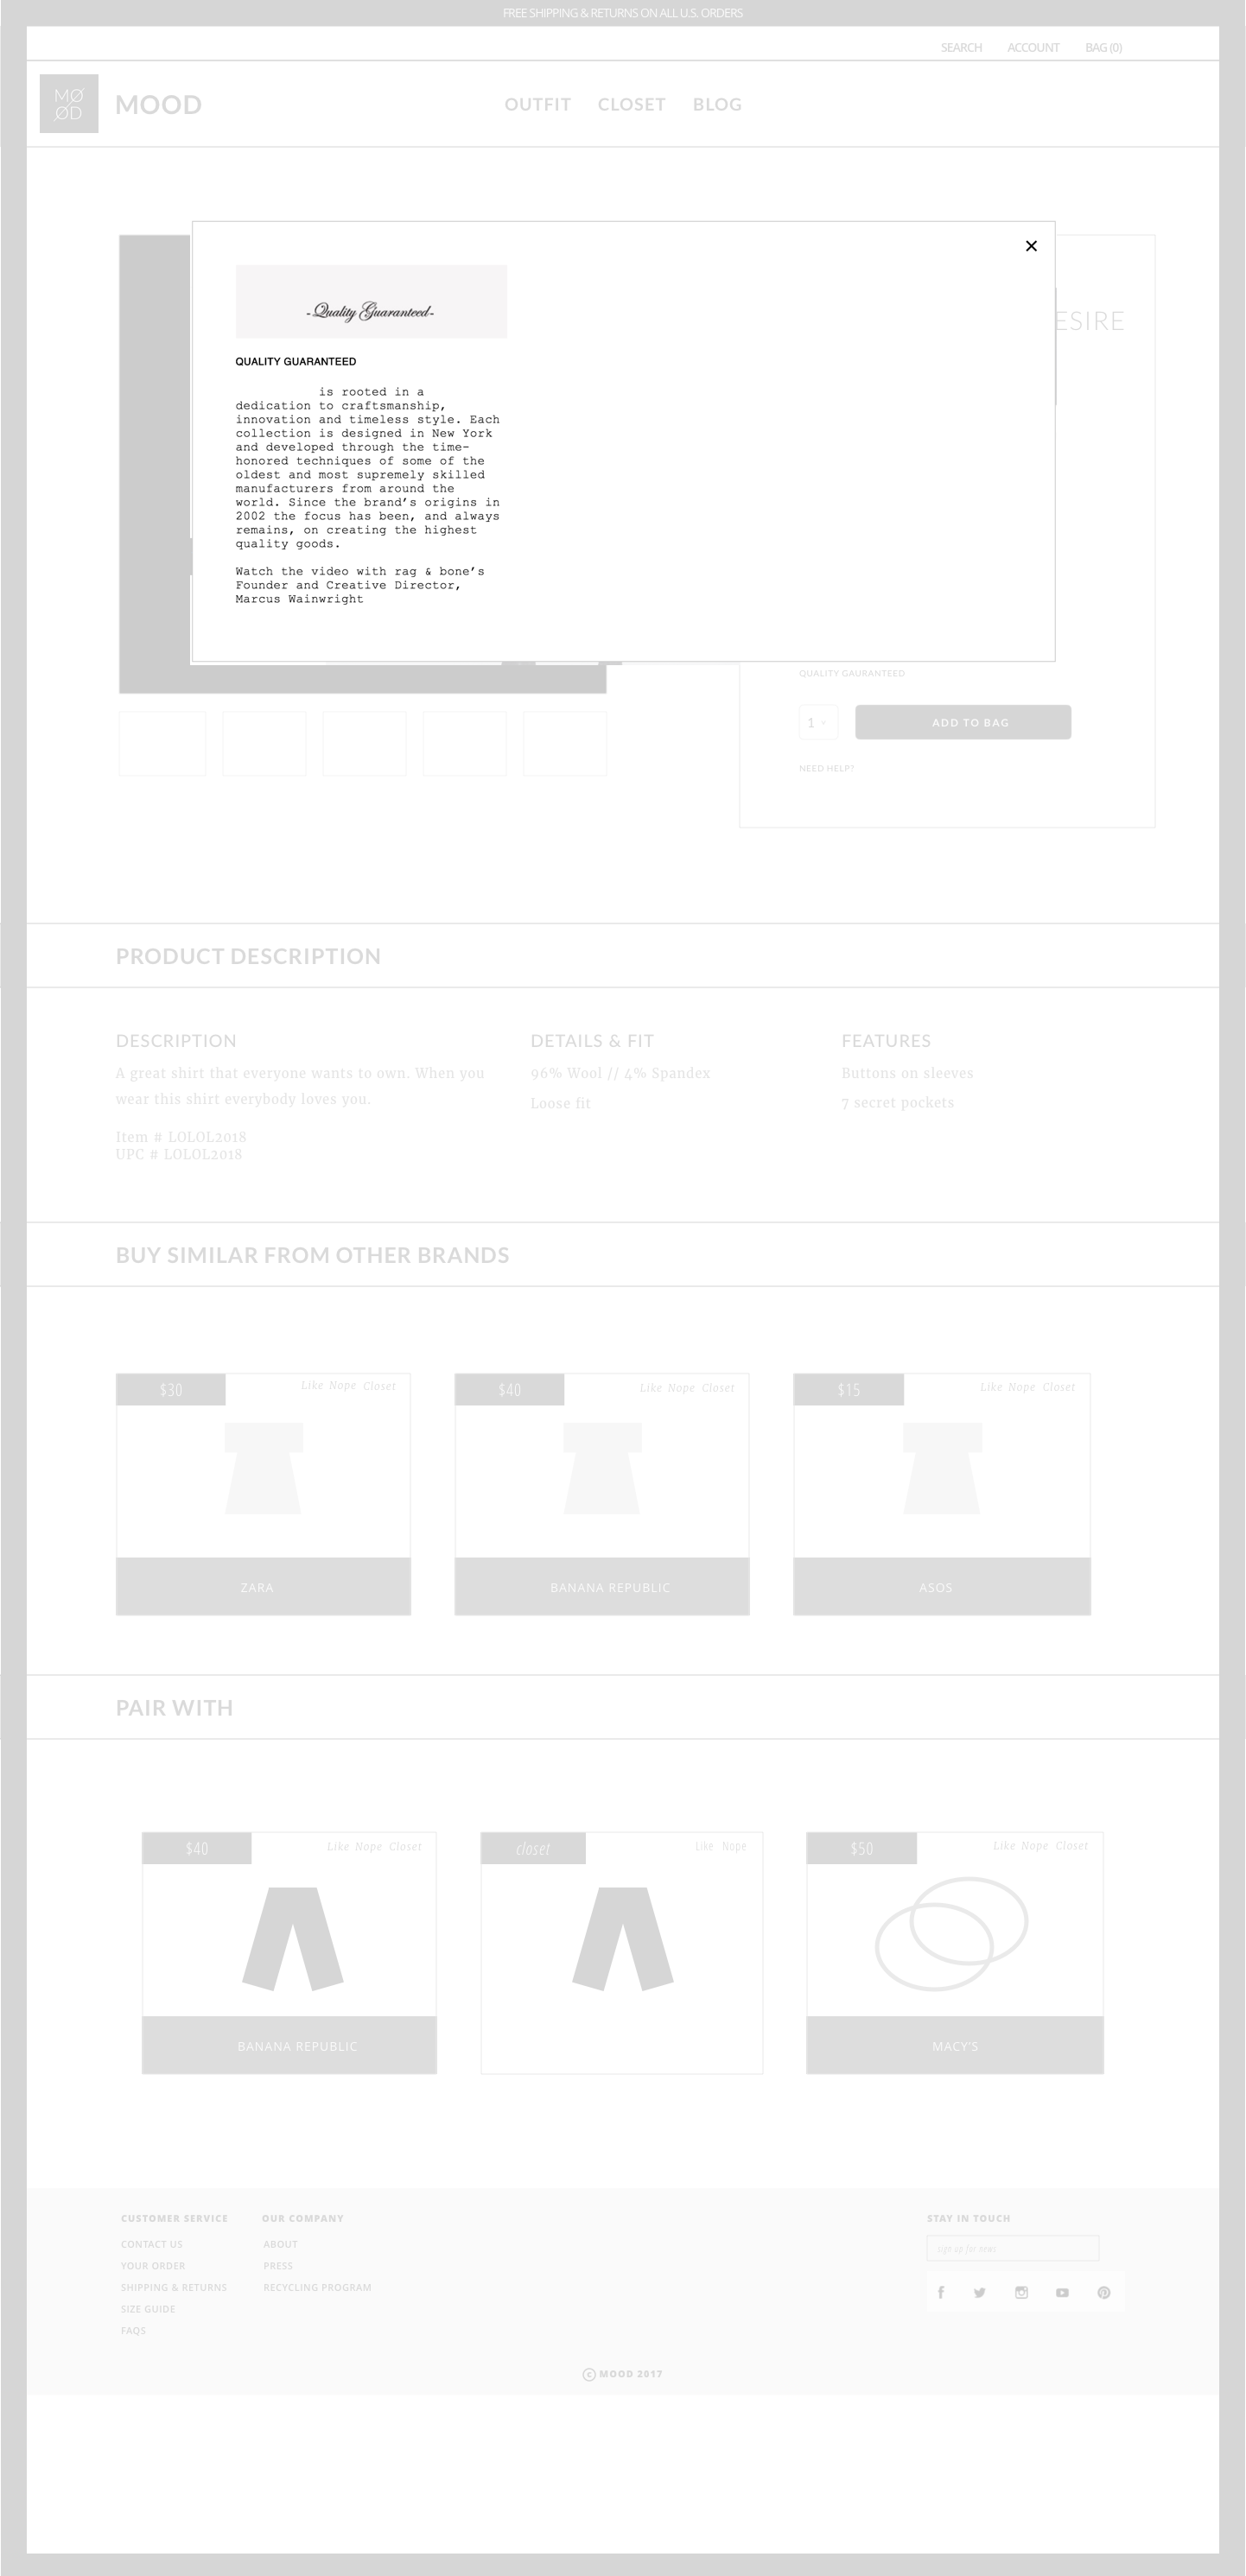 FREE SHIPPING & RETURNS ON ALL U.S. ORDERS
SEARCH ACCOUNT BAG (0)
MØ
ØD
MOOD
OUTFIT CLOSET BLOG
-Quality Guaranteed-
QUALITY GUARANTEED
is rooted in a
dedication to craftsmanship,
innovation and timeless style. Each
collection is designed in New York
and developed through the time-
honored techniques of some of the
oldest and most supremely skilled
manufacturers from around the
world. Since the brand's origins in
2002 the focus has been, and always
remains, on creating the highest
quality goods.
Watch the video with rag & bone's
Founder and Creative Director,
Marcus Wainwright
ESIRE
QUALITY GAURANTEED
1 ADD TO BAG
NEED HELP?
PRODUCT DESCRIPTION
DESCRIPTION
A great shirt that everyone wants to own. When you
wear this shirt everybody loves you.
Item # LOLOL2018
UPC # LOLOL2018
DETAILS & FIT
96% Wool // 4% Spandex
Loose fit
FEATURES
Buttons on sleeves
7 secret pockets
BUY SIMILAR FROM OTHER BRANDS
$30 Like Nope Closet
ZARA
$40 Like Nope Closet
BANANA REPUBLIC
$15 Like Nope Closet
ASOS
PAIR WITH
$40 Like Nope Closet
BANANA REPUBLIC
closet Like Nope
$50 Like Nope Closet
MACY'S
CUSTOMER SERVICE
CONTACT US
YOUR ORDER
SHIPPING & RETURNS
SIZE GUIDE
FAQS
OUR COMPANY
ABOUT
PRESS
RECYCLING PROGRAM
STAY IN TOUCH
sign up for news
© MOOD 2017